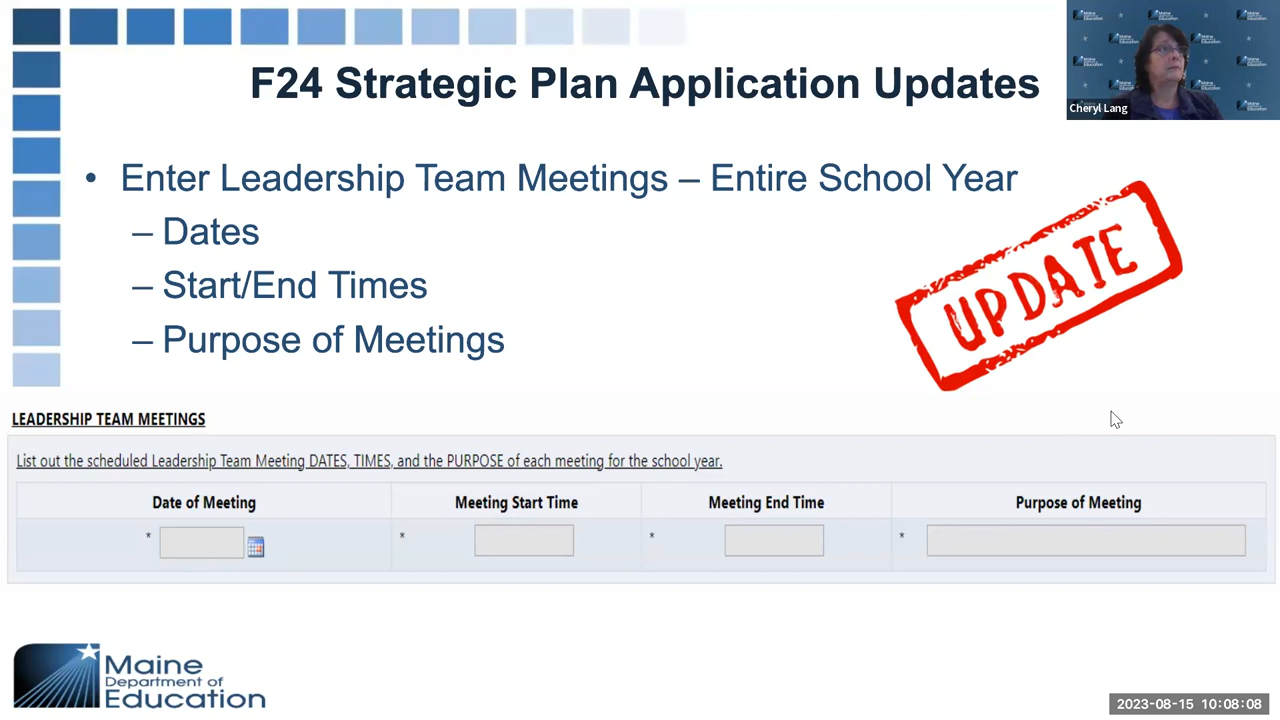 F24 Strategic Plan Application Updates
Cheryl Lang
• Enter Leadership Team Meetings – Entire School Year
– Dates
– Start/End Times
– Purpose of Meetings
UPDATE
LEADERSHIP TEAM MEETINGS
List out the scheduled Leadership Team Meeting DATES, TIMES, and the PURPOSE of each meeting for the school year.
Date of Meeting Meeting Start Time Meeting End Time Purpose of Meeting
* * * *
Maine
Department of
Education
2023-08-15 10:08:08